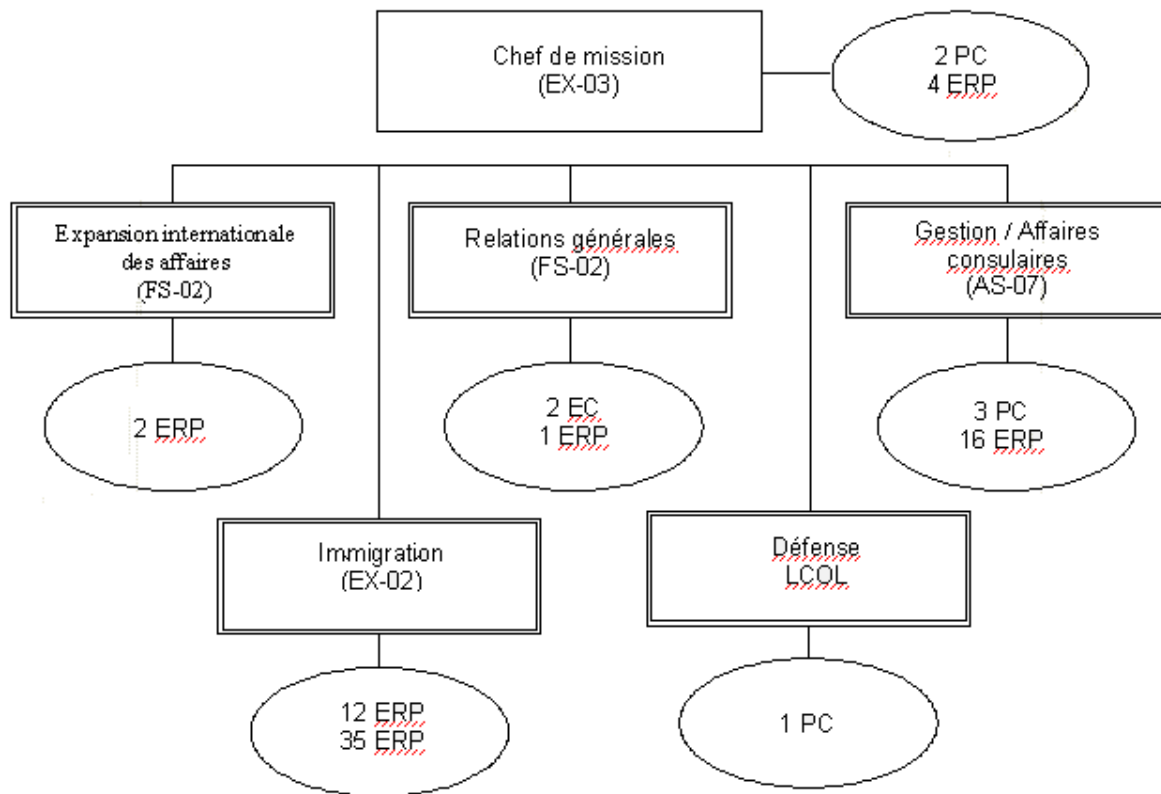 Chef de mission
(EX-03)
2 PC
4 ERP
Expansion internationale
des affaires
(FS-02)
Relations générales
(FS-02)
Gestion / Affaires
consulaires
(AS-07)
2 ERP
2 EC
1 ERP
3 PC
16 ERP
Immigration
(EX-02)
Défense
LCOL
12 ERP
35 ERP
1 PC